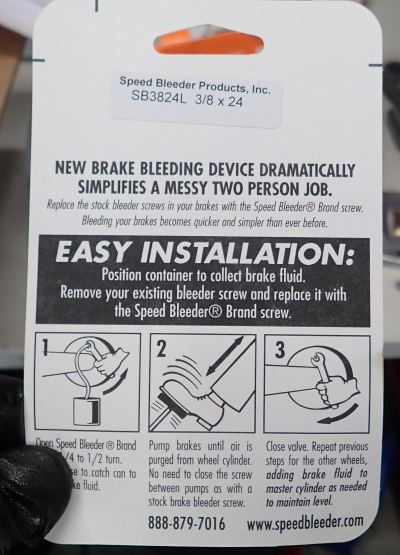 Speed Bleeder Products, Inc.
SB3824L 3/8 x 24
NEW BRAKE BLEEDING DEVICE DRAMATICALLY
SIMPLIFIES A MESSY TWO PERSON JOB.
Replace the stock bleeder screws in your brakes with the Speed Bleeder® Brand screw.
Bleeding your brakes becomes quicker and simpler than ever before.
EASY INSTALLATION:
Position container to collect brake fluid.
Remove your existing bleeder screw and replace it with
the Speed Bleeder® Brand screw.
1
2
3
Open Speed Bleeder® Brand
1/4 to 1/2 turn.
to catch can to
fluid.
Pump brakes until air is
purged from wheel cylinder.
No need to close the screw
between pumps as with a
stock brake bleeder screw.
Close valve. Repeat previous
steps for the other wheels,
adding brake fluid to
master cylinder as needed
to maintain level.
888-879-7016 www.speedbleeder.com